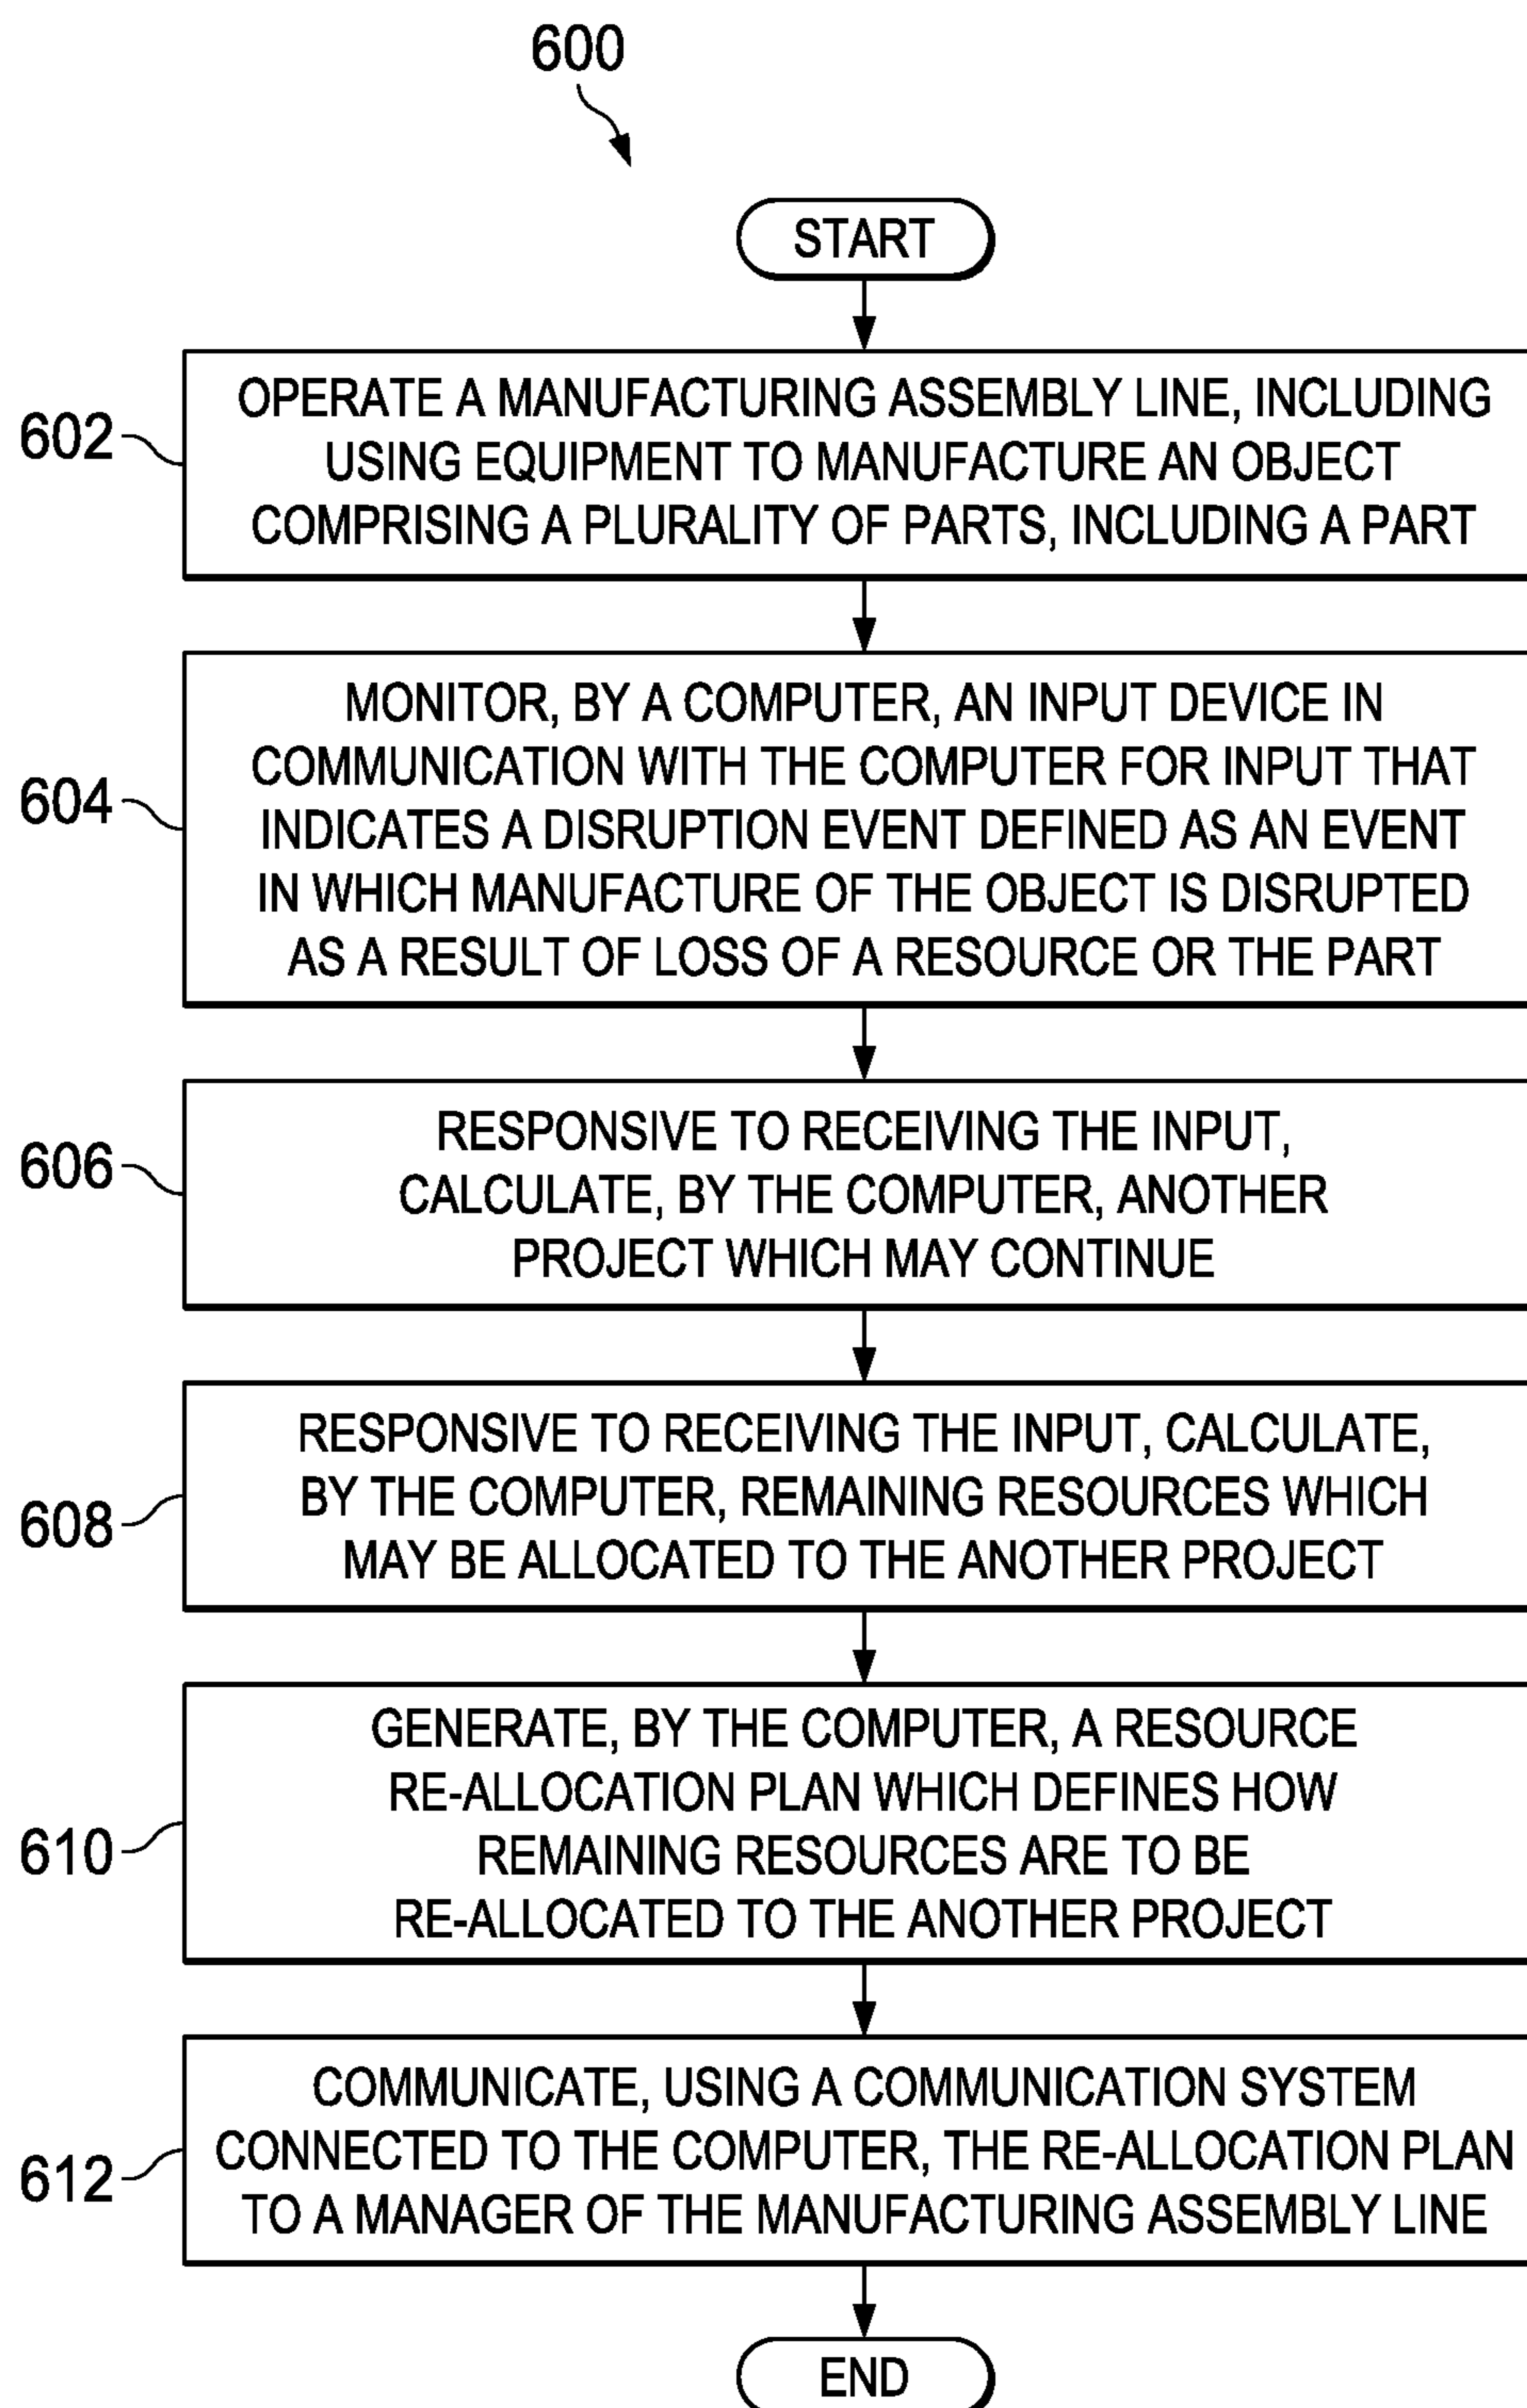 600
START
602
OPERATE A MANUFACTURING ASSEMBLY LINE, INCLUDING
USING EQUIPMENT TO MANUFACTURE AN OBJECT
COMPRISING A PLURALITY OF PARTS, INCLUDING A PART
604
MONITOR, BY A COMPUTER, AN INPUT DEVICE IN
COMMUNICATION WITH THE COMPUTER FOR INPUT THAT
INDICATES A DISRUPTION EVENT DEFINED AS AN EVENT
IN WHICH MANUFACTURE OF THE OBJECT IS DISRUPTED
AS A RESULT OF LOSS OF A RESOURCE OR THE PART
606
RESPONSIVE TO RECEIVING THE INPUT,
CALCULATE, BY THE COMPUTER, ANOTHER
PROJECT WHICH MAY CONTINUE
608
RESPONSIVE TO RECEIVING THE INPUT, CALCULATE,
BY THE COMPUTER, REMAINING RESOURCES WHICH
MAY BE ALLOCATED TO THE ANOTHER PROJECT
610
GENERATE, BY THE COMPUTER, A RESOURCE
RE-ALLOCATION PLAN WHICH DEFINES HOW
REMAINING RESOURCES ARE TO BE
RE-ALLOCATED TO THE ANOTHER PROJECT
612
COMMUNICATE, USING A COMMUNICATION SYSTEM
CONNECTED TO THE COMPUTER, THE RE-ALLOCATION PLAN
TO A MANAGER OF THE MANUFACTURING ASSEMBLY LINE
END